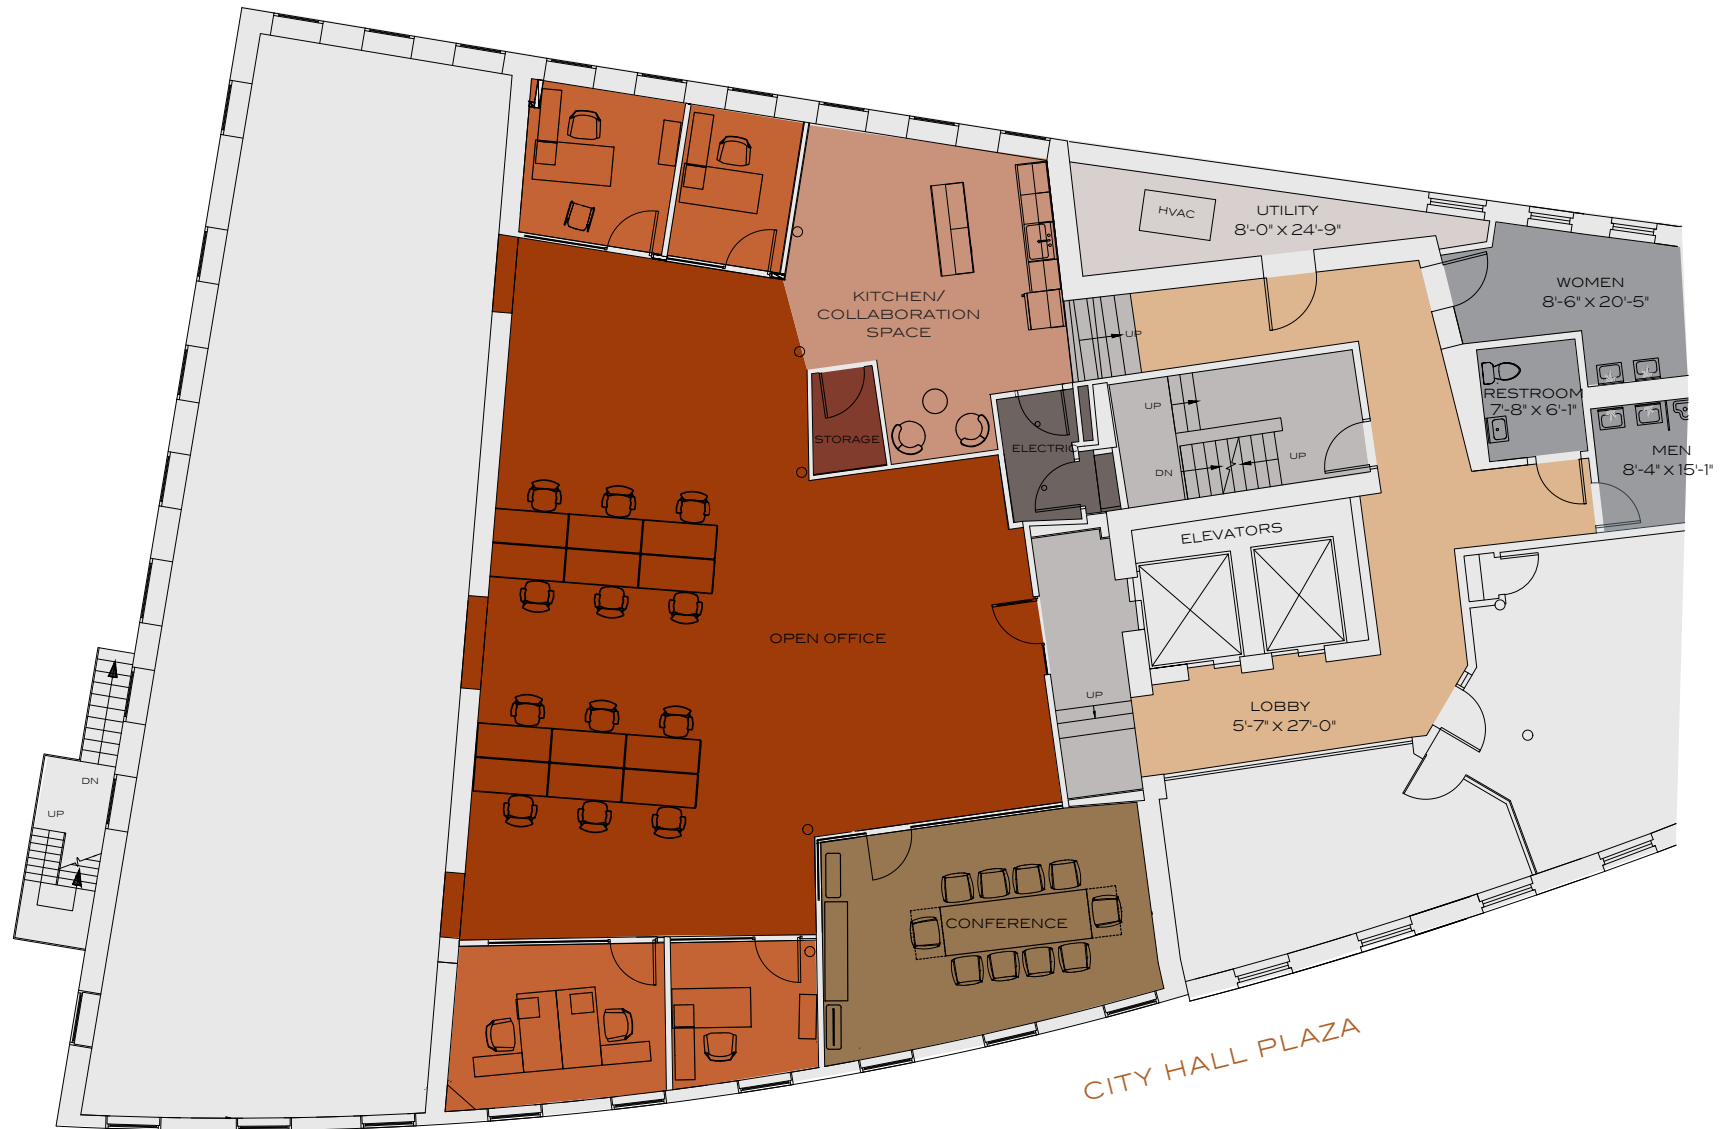 HVAC
UTILITY
8'-0" X 24'-9"
WOMEN
8'-6" X 20'-5"
KITCHEN/
COLLABORATION
SPACE
UP
RESTROOM
7'-8" X 6'-1"
UP
STORAGE
ELECTRIC
UP
DN
MEN
8'-4" X 15'-1"
ELEVATORS
OPEN OFFICE
UP
LOBBY
5'-7" X 27'-0"
DN
UP
CONFERENCE
CITY HALL PLAZA